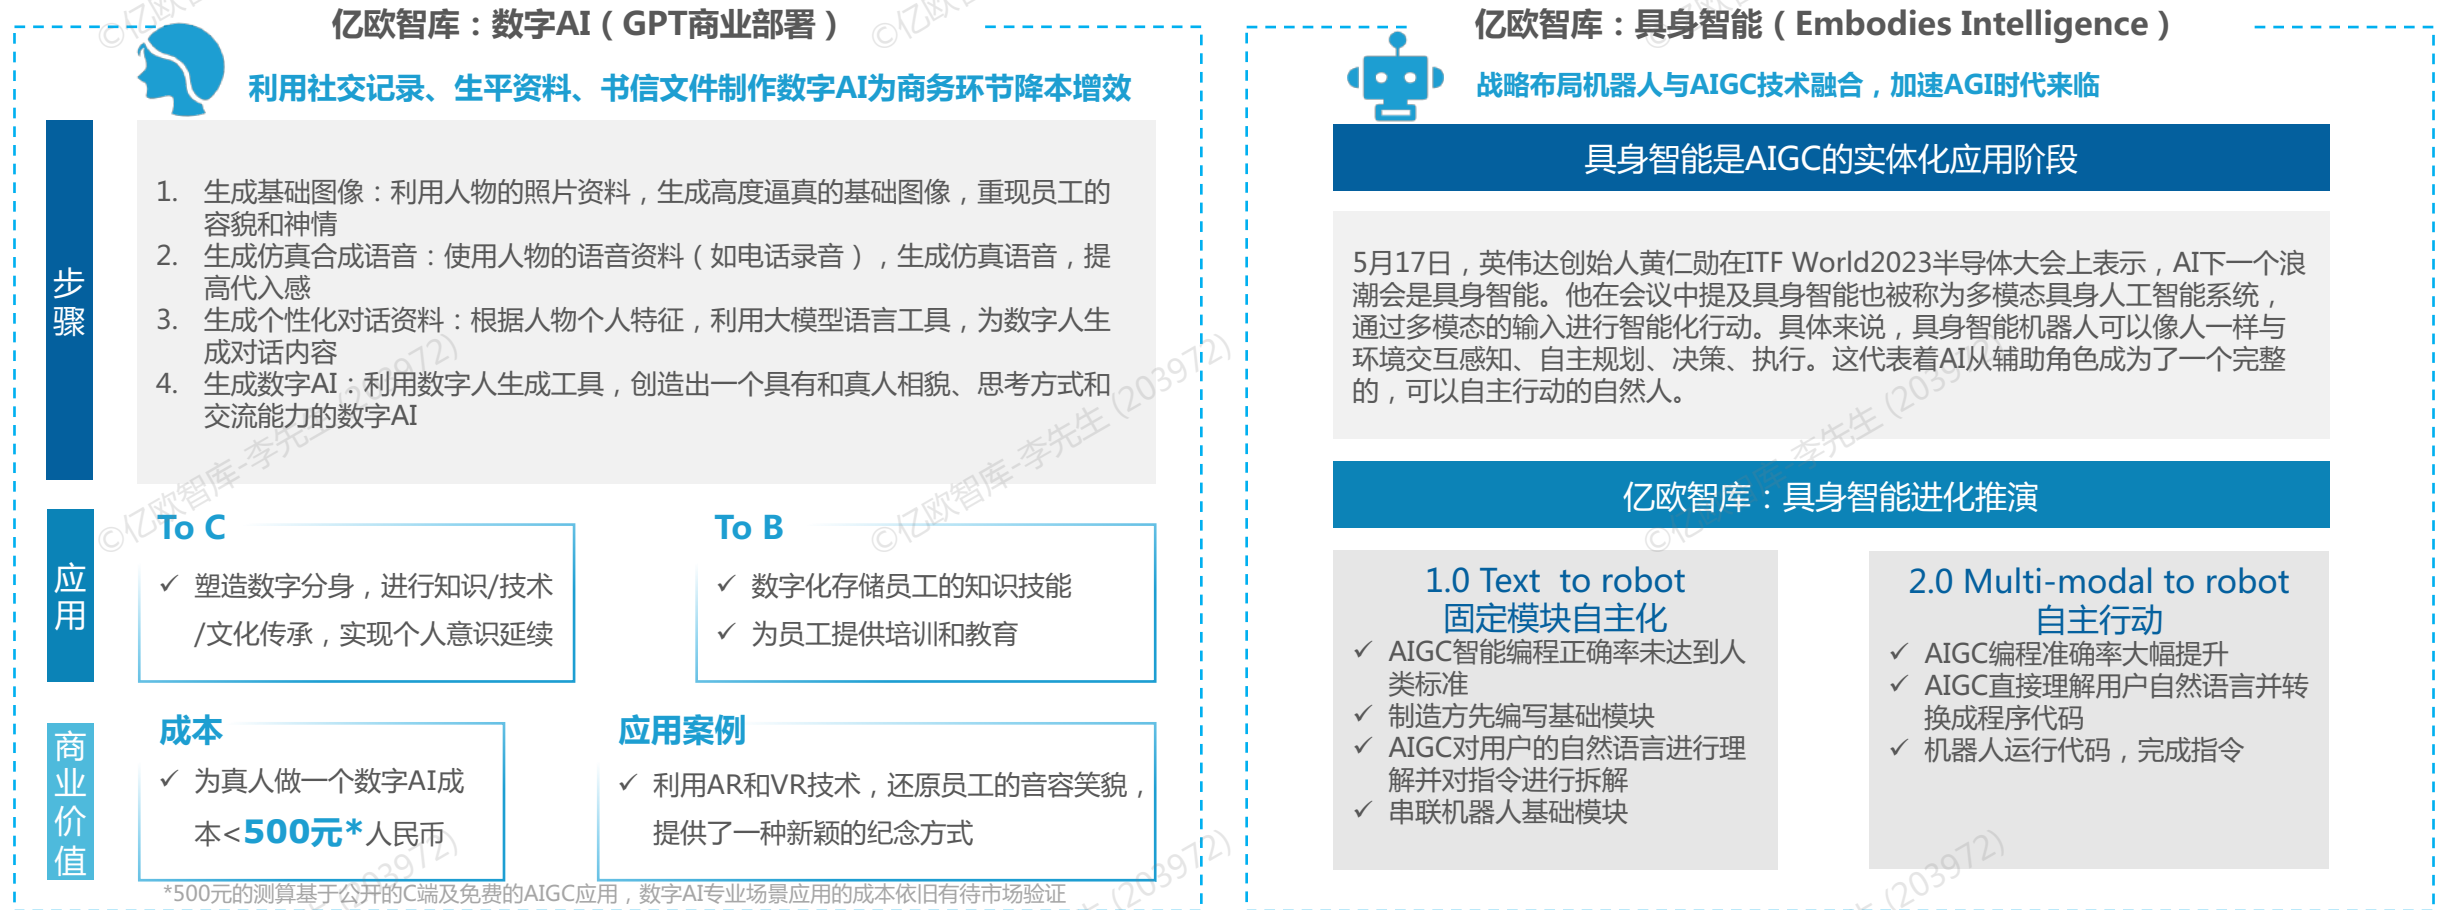 亿欧智库：数字AI（GPT商业部署）
利用社交记录、生平资料、书信文件制作数字AI为商务环节降本增效
步骤
1. 生成基础图像：利用人物的照片资料，生成高度逼真的基础图像，重现员工的
容貌和神情
2. 生成仿真合成语音：使用人物的语音资料（如电话录音），生成仿真语音，提
高代入感
3. 生成个性化对话资料：根据人物个人特征，利用大模型语言工具，为数字人生
成对话内容
4. 生成数字AI：利用数字人生成工具，创造出一个具有和真人相貌、思考方式和
交流能力的数字AI
应用
To C
✓ 塑造数字分身，进行知识/技术
/文化传承，实现个人意识延续
To B
✓ 数字化存储员工的知识技能
✓ 为员工提供培训和教育
商业价值
成本
✓ 为真人做一个数字AI成
本<500元*人民币
应用案例
✓ 利用AR和VR技术，还原员工的音容笑貌，
提供了一种新颖的纪念方式
*500元的测算基于公开的C端及免费的AIGC应用，数字AI专业场景应用的成本依旧有待市场验证
亿欧智库：具身智能（Embodies Intelligence）
战略布局机器人与AIGC技术融合，加速AGI时代来临
具身智能是AIGC的实体化应用阶段
5月17日，英伟达创始人黄仁勋在ITF World2023半导体大会上表示，AI下一个浪
潮会是具身智能。他在会议中提及具身智能也被称为多模态具身人工智能系统，
通过多模态的输入进行智能化行动。具体来说，具身智能机器人可以像人一样与
环境交互感知、自主规划、决策、执行。这代表着AI从辅助角色成为了一个完整
的，可以自主行动的自然人。
亿欧智库：具身智能进化推演
1.0 Text to robot
固定模块自主化
✓ AIGC智能编程正确率未达到人
类标准
✓ 制造方先编写基础模块
✓ AIGC对用户的自然语言进行理
解并对指令进行拆解
✓ 串联机器人基础模块
2.0 Multi-modal to robot
自主行动
✓ AIGC编程准确率大幅提升
✓ AIGC直接理解用户自然语言并转
换成程序代码
✓ 机器人运行代码，完成指令
©亿欧智库-李先生 (203972)
©亿欧智库-李先生 (203972)
©亿欧智库-李先生 (203972)